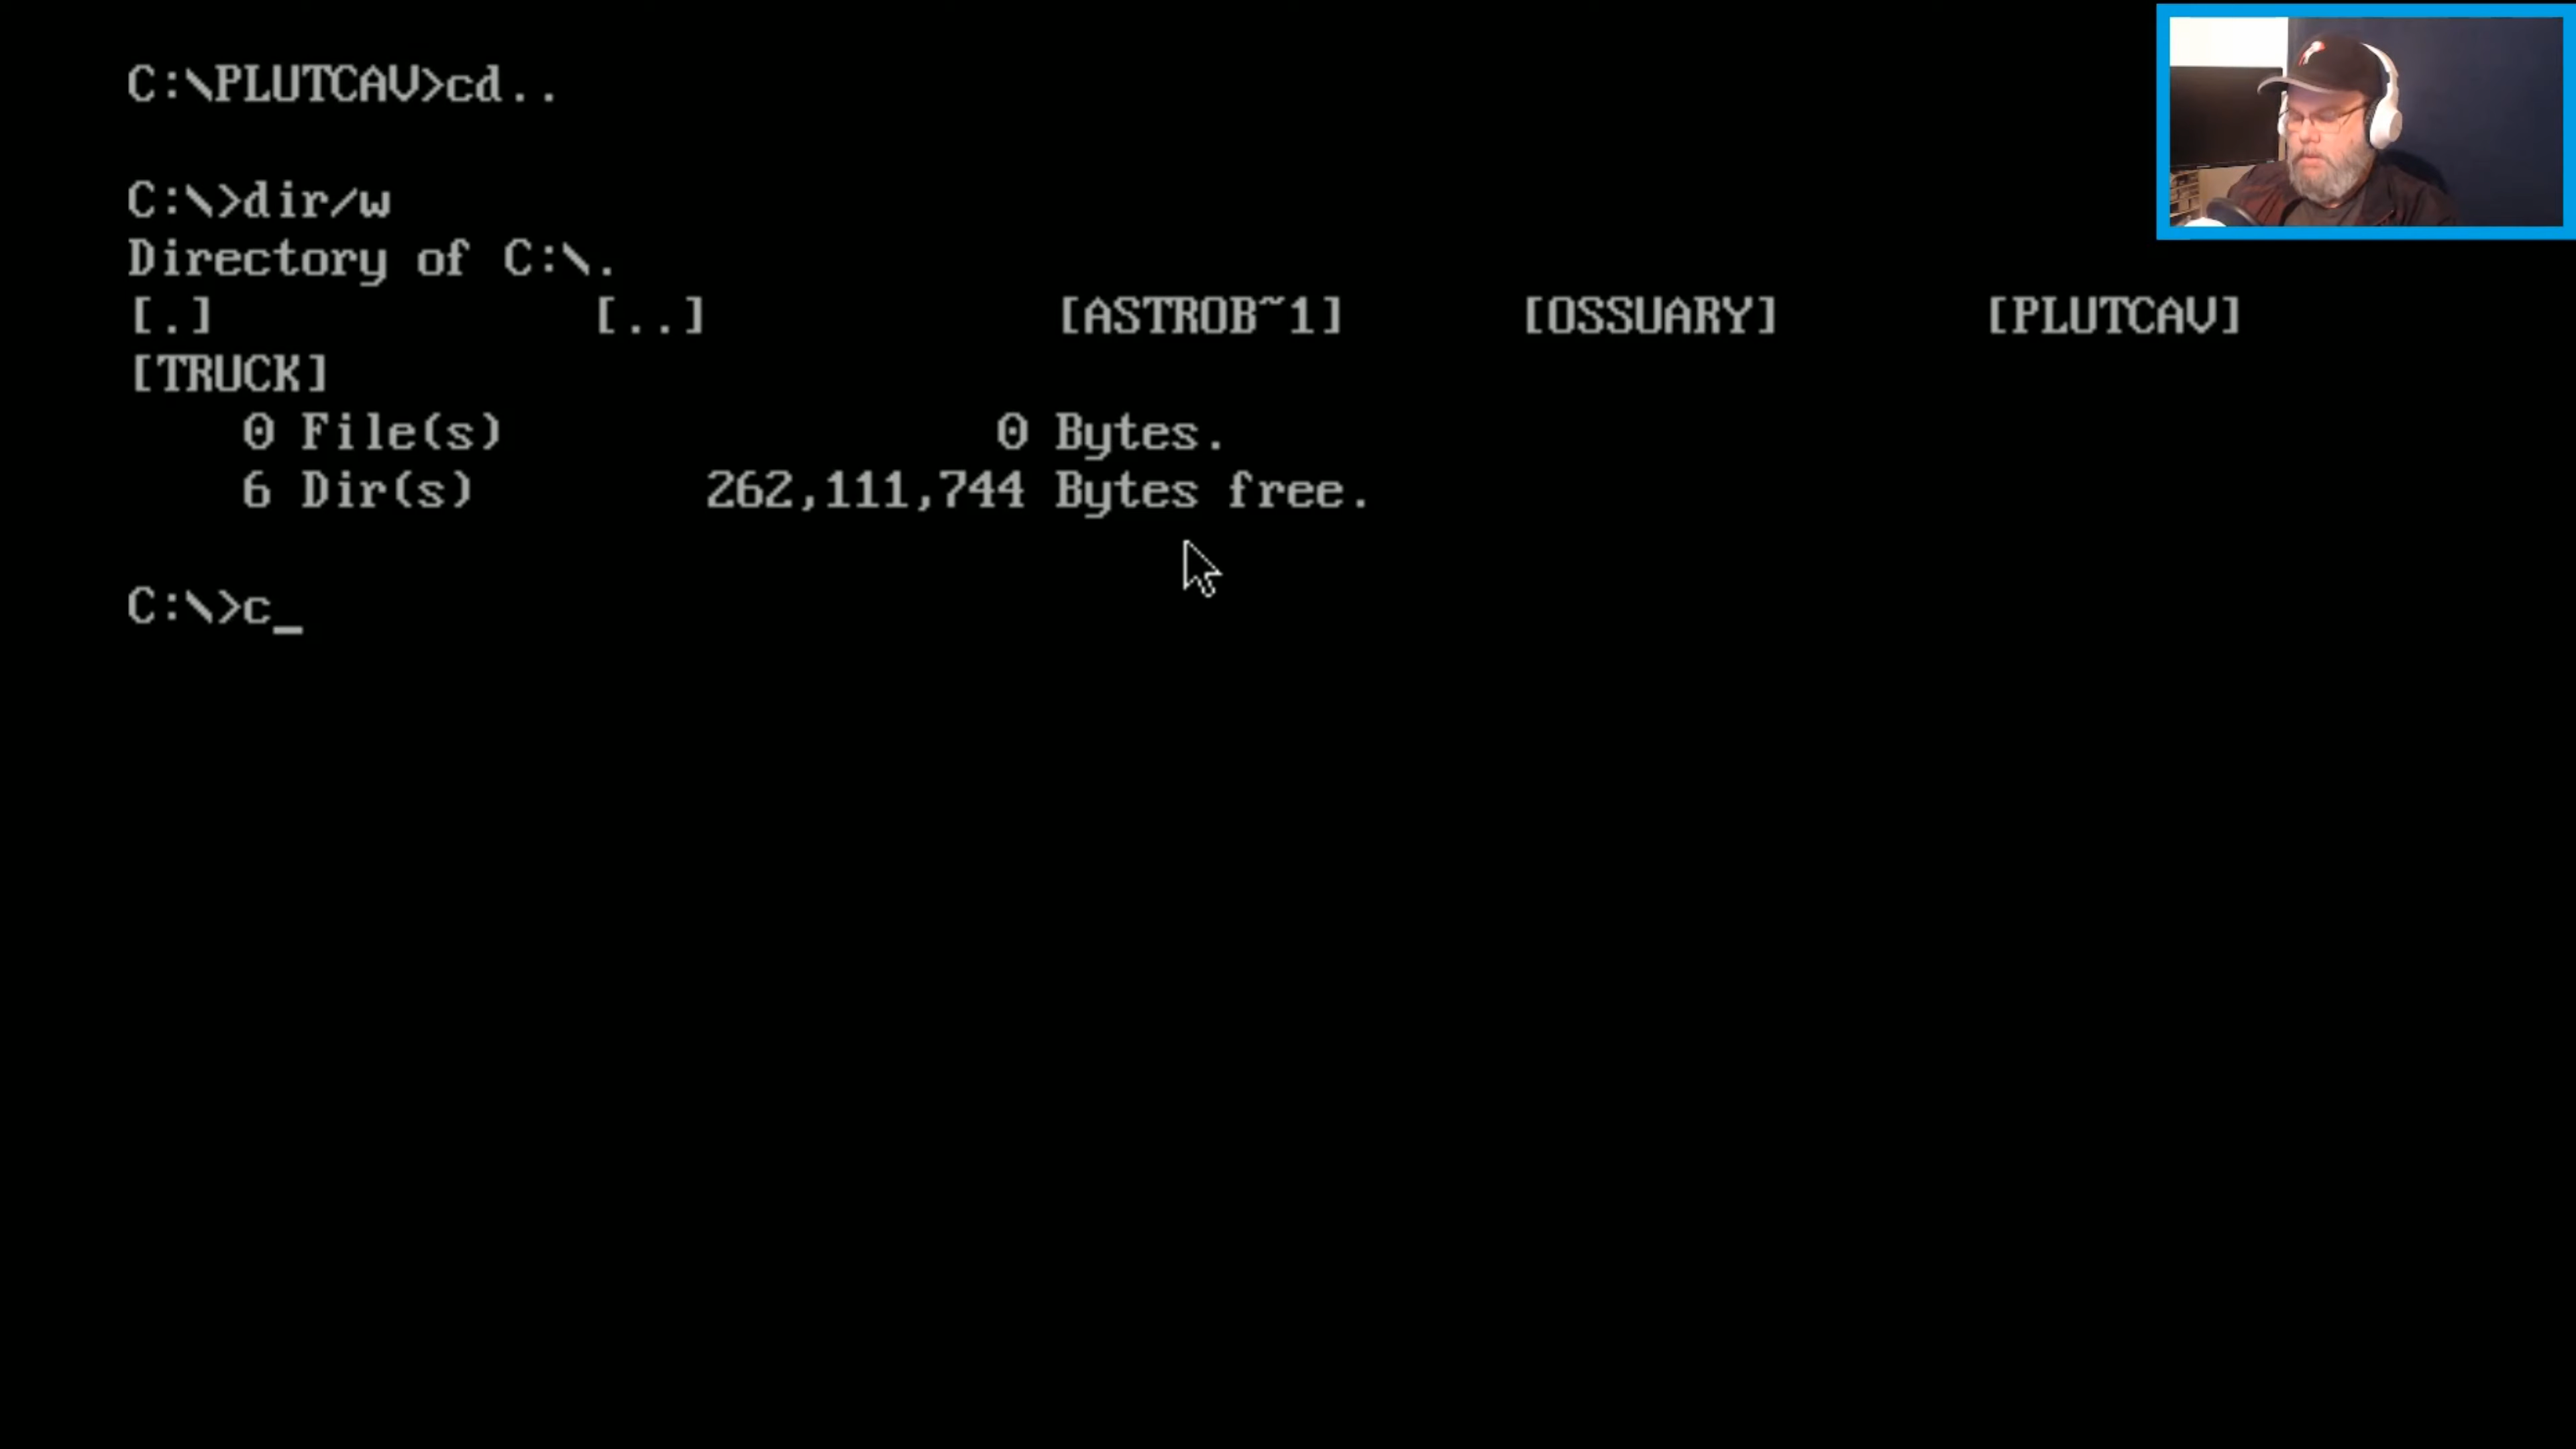 C:\PLUTCAV>cd..
C:\>dir/w
Directory of C:\.
[.] [..] [ASTROB~1] [OSSUARY] [PLUTCAV]
[TRUCK]
0 File(s) 0 Bytes.
6 Dir(s) 262,111,744 Bytes free.
C:\>c_